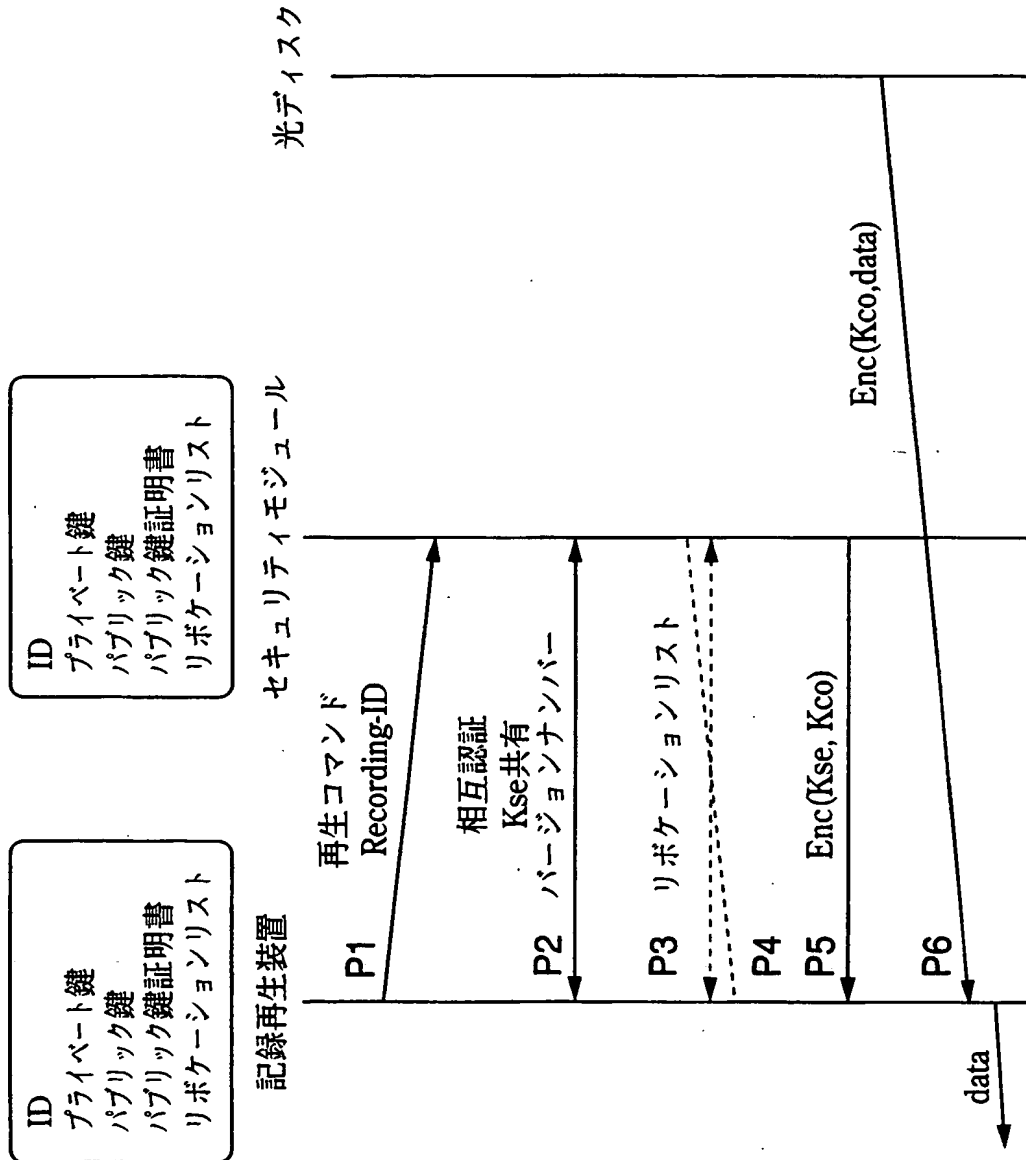 ID
プライベート鍵
パブリック鍵
パブリック鍵証明書
リボケーションリスト
ID
プライベート鍵
パブリック鍵
パブリック鍵証明書
リボケーションリスト
記録再生装置
セキュリティモジュール
光ディスク
P1
再生コマンド
Recording-ID
P2
相互認証
Kse共有
バージョンナンバー
P3
リボケーションリスト
P4
P5
Enc(Kse, Kco)
P6
Enc(Kco,data)
data